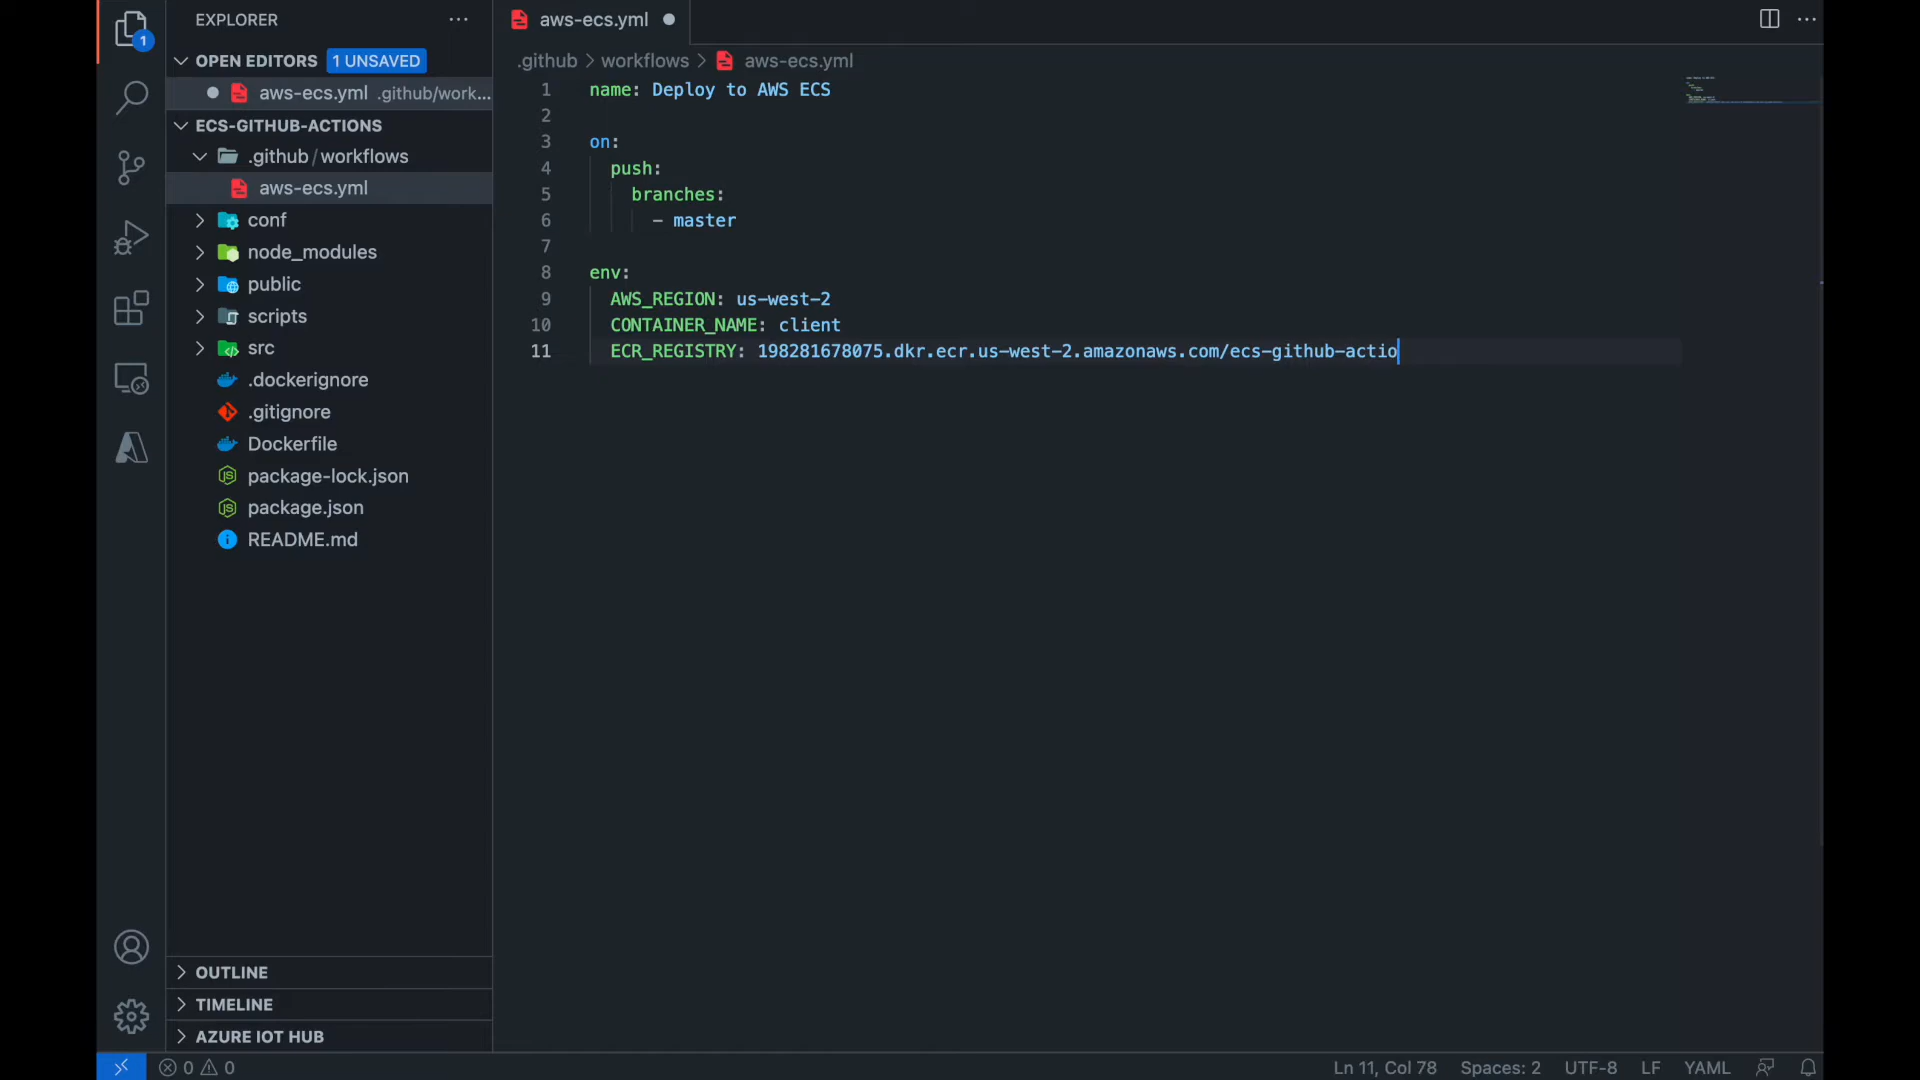 EXPLORER
OPEN EDITORS 1 UNSAVED
aws-ecs.yml .github/work...
ECS-GITHUB-ACTIONS
.github/workflows
aws-ecs.yml
conf
node_modules
public
scripts
src
.dockerignore
.gitignore
Dockerfile
package-lock.json
package.json
README.md
OUTLINE
TIMELINE
AZURE IOT HUB
1
aws-ecs.yml
.github > workflows > aws-ecs.yml
1 name: Deploy to AWS ECS
2
3 on:
4 push:
5 branches:
6 - master
7
8 env:
9 AWS_REGION: us-west-2
10 CONTAINER_NAME: client
11 ECR_REGISTRY: 198281678075.dkr.ecr.us-west-2.amazonaws.com/ecs-github-actio
0 0
Ln 11, Col 78 Spaces: 2 UTF-8 LF YAML